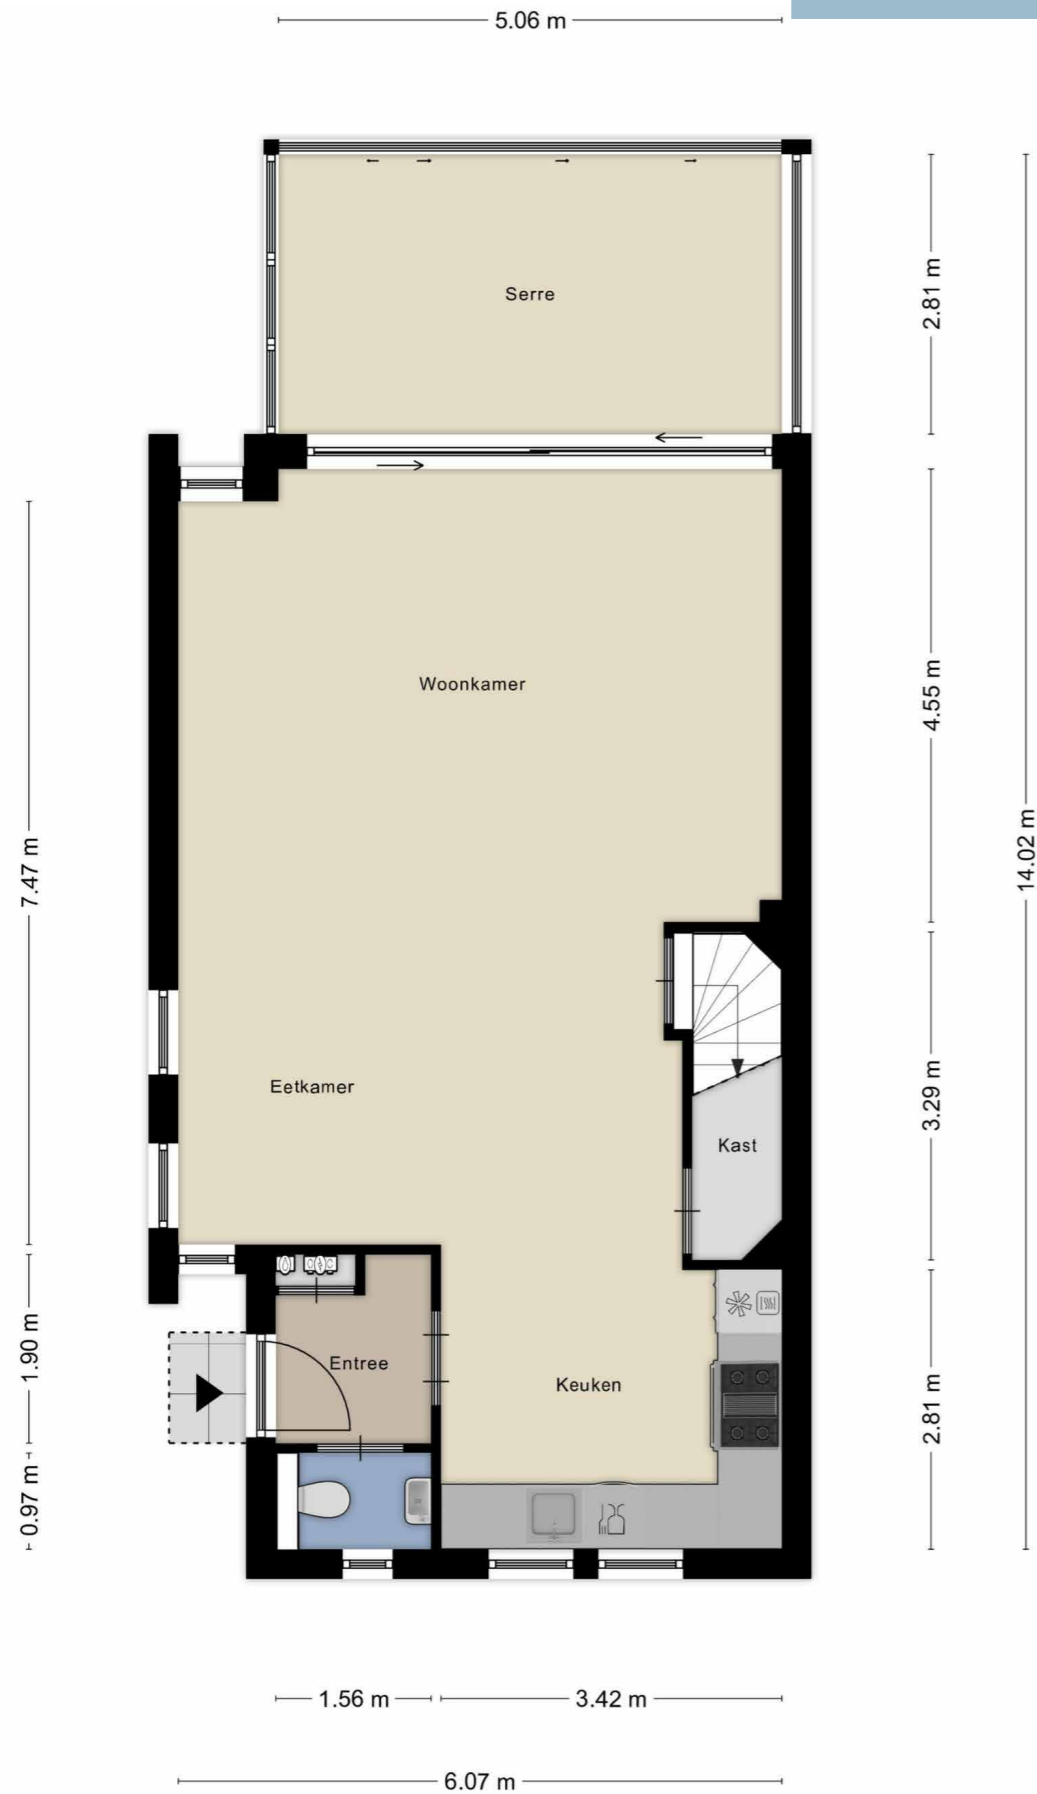 5.06 m
Serre
2.81 m
Woonkamer
4.55 m
14.02 m
7.47 m
Eetkamer
3.29 m
Kast
Entree
Keuken
1.90 m
2.81 m
0.97 m
1.56 m
3.42 m
6.07 m